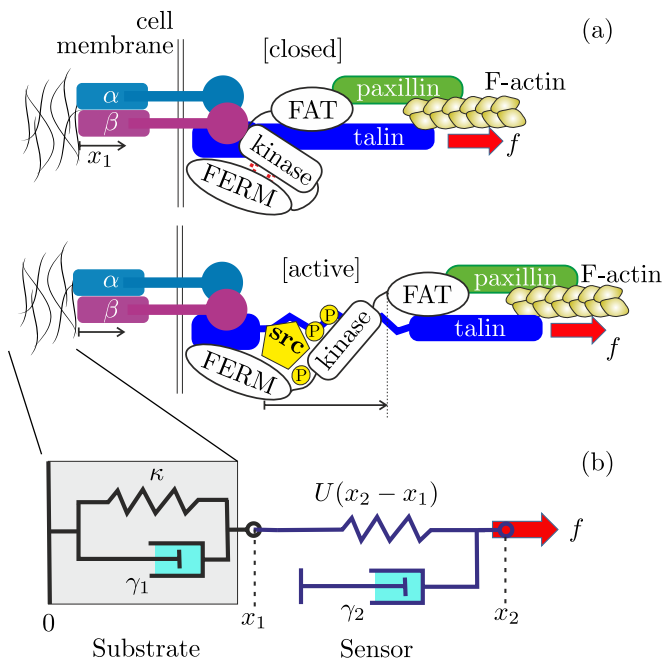 cell
membrane
(a)
[closed]
paxillin
F-actin
α
FAT
β
talin
kinase
x₁
f
FERM
[active]
paxillin
F-actin
α
FAT
β
P
P
talin
src
kinase
f
FERM
P
(b)
κ
U(x₂ − x₁)
f
γ₁
γ₂
0
x₁
x₂
Substrate
Sensor